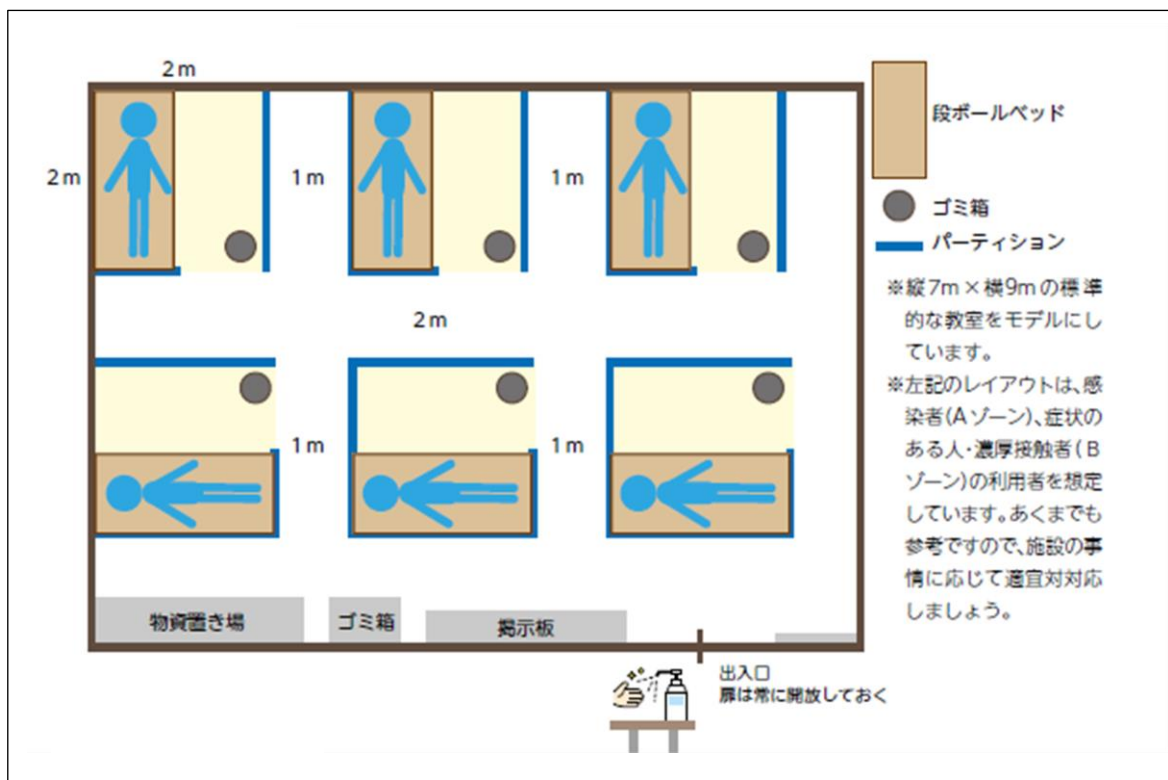 2m
2m
1m
1m
段ボールベッド
ゴミ箱
パーティション
2m
※縦7m×横9mの標準
的な教室をモデルにし
ています。
※左記のレイアウトは、感
染者(Aゾーン)、症状の
ある人・濃厚接触者(B
ゾーン)の利用者を想定
しています。あくまでも
参考ですので、施設の事
情に応じて適宜対対応
しましょう。
1m
1m
物資置き場
ゴミ箱
掲示板
出入口
扉は常に開放しておく